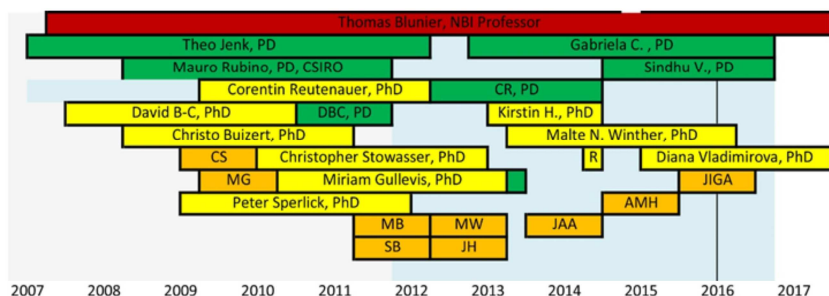 Thomas Blunier, NBI Professor
Theo Jenk, PD Gabriela C. , PD
Mauro Rubino, PD, CSIRO Sindhu V., PD
Corentin Reutenauer, PhD CR, PD
David B-C, PhD DBC, PD Kirstin H., PhD
Christo Buizert, PhD Malte N. Winther, PhD
CS Christopher Stowasser, PhD R Diana Vladimirova, PhD
MG Miriam Gullevis, PhD JIGA
Peter Sperlick, PhD AMH
MB MW JAA
SB JH
2007 2008 2009 2010 2011 2012 2013 2014 2015 2016 2017